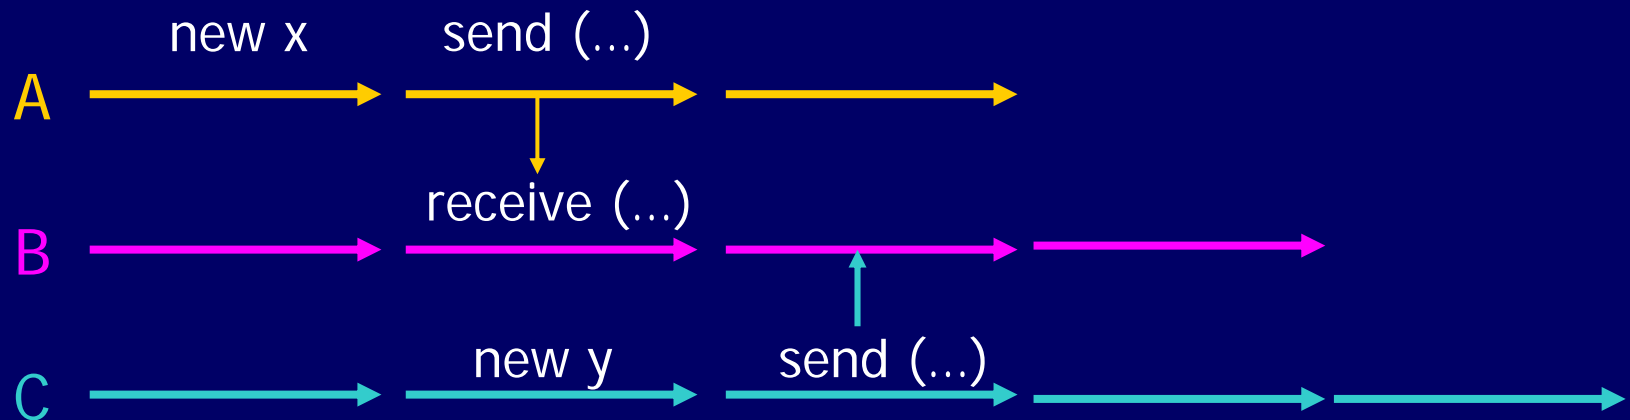 new x send (...)
A
receive (...)
B
new y send (...)
C